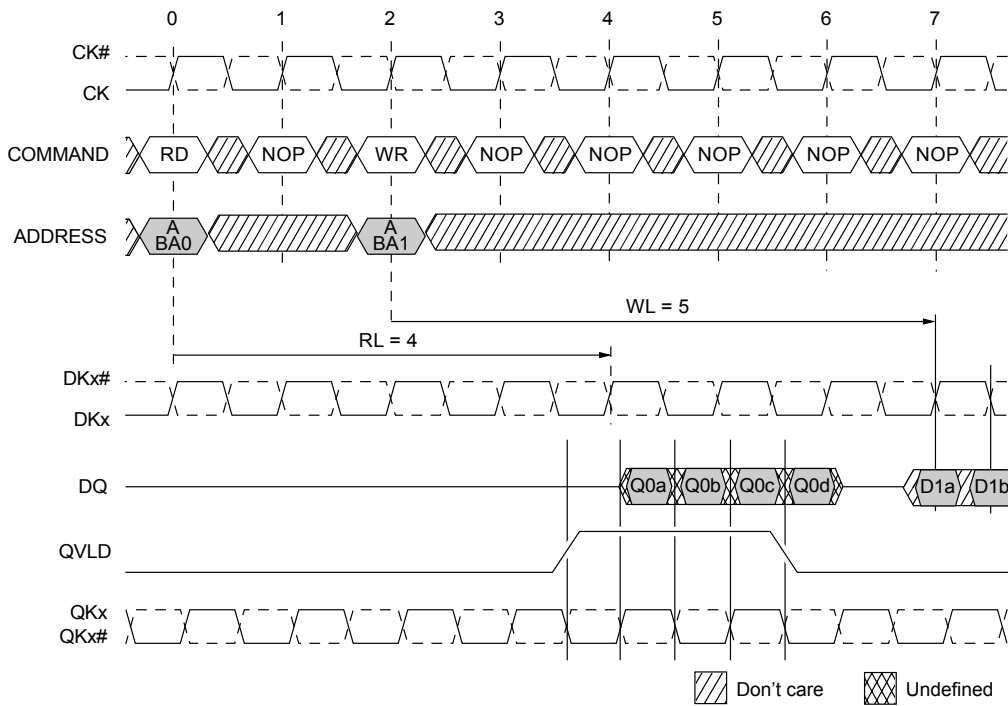 0 1 2 3 4 5 6 7
CK#
CK
COMMAND RD NOP WR NOP NOP NOP NOP NOP
ADDRESS A BA0 A BA1
WL = 5
RL = 4
DKx#
DKx
DQ Q0a Q0b Q0c Q0d D1a D1b
QVLD
QKx
QKx#
Don't care Undefined